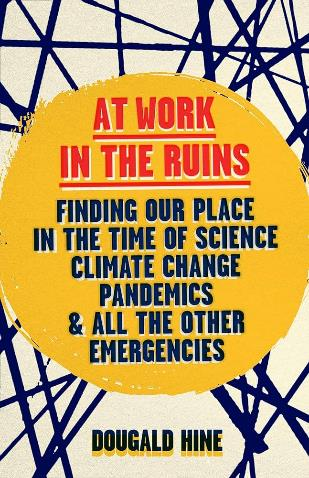 AT WORK
IN THE RUINS
FINDING OUR PLACE
IN THE TIME OF SCIENCE
CLIMATE CHANGE
PANDEMICS
& ALL THE OTHER
EMERGENCIES
DOUGALD HINE